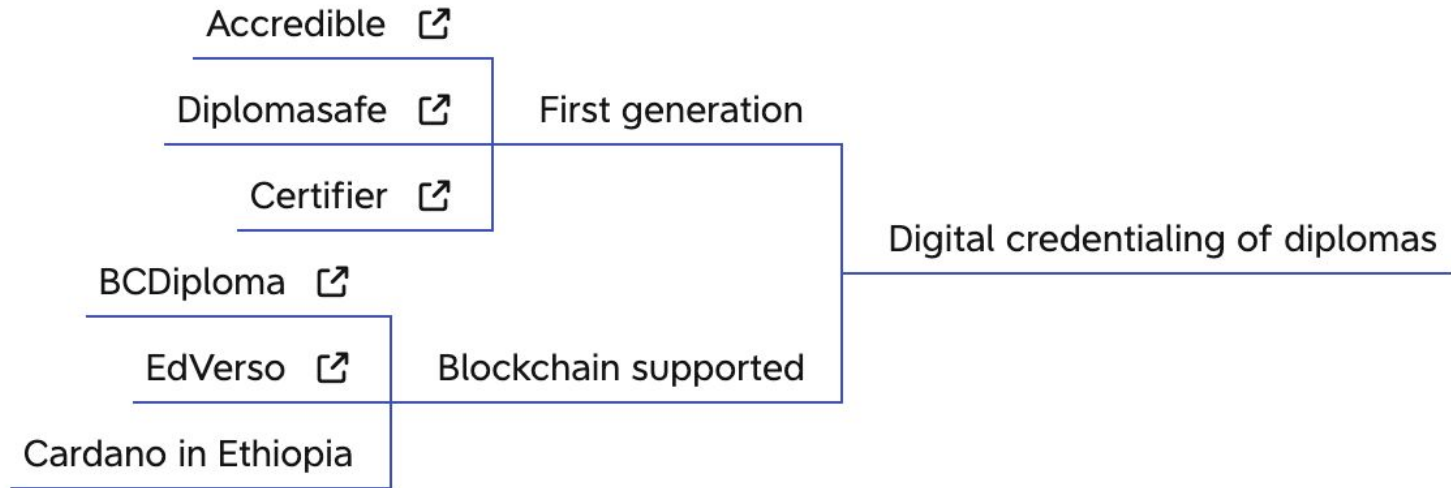 Accredible
Diplomasafe
First generation
Certifier
Digital credentialing of diplomas
BCDiploma
EdVerso
Blockchain supported
Cardano in Ethiopia